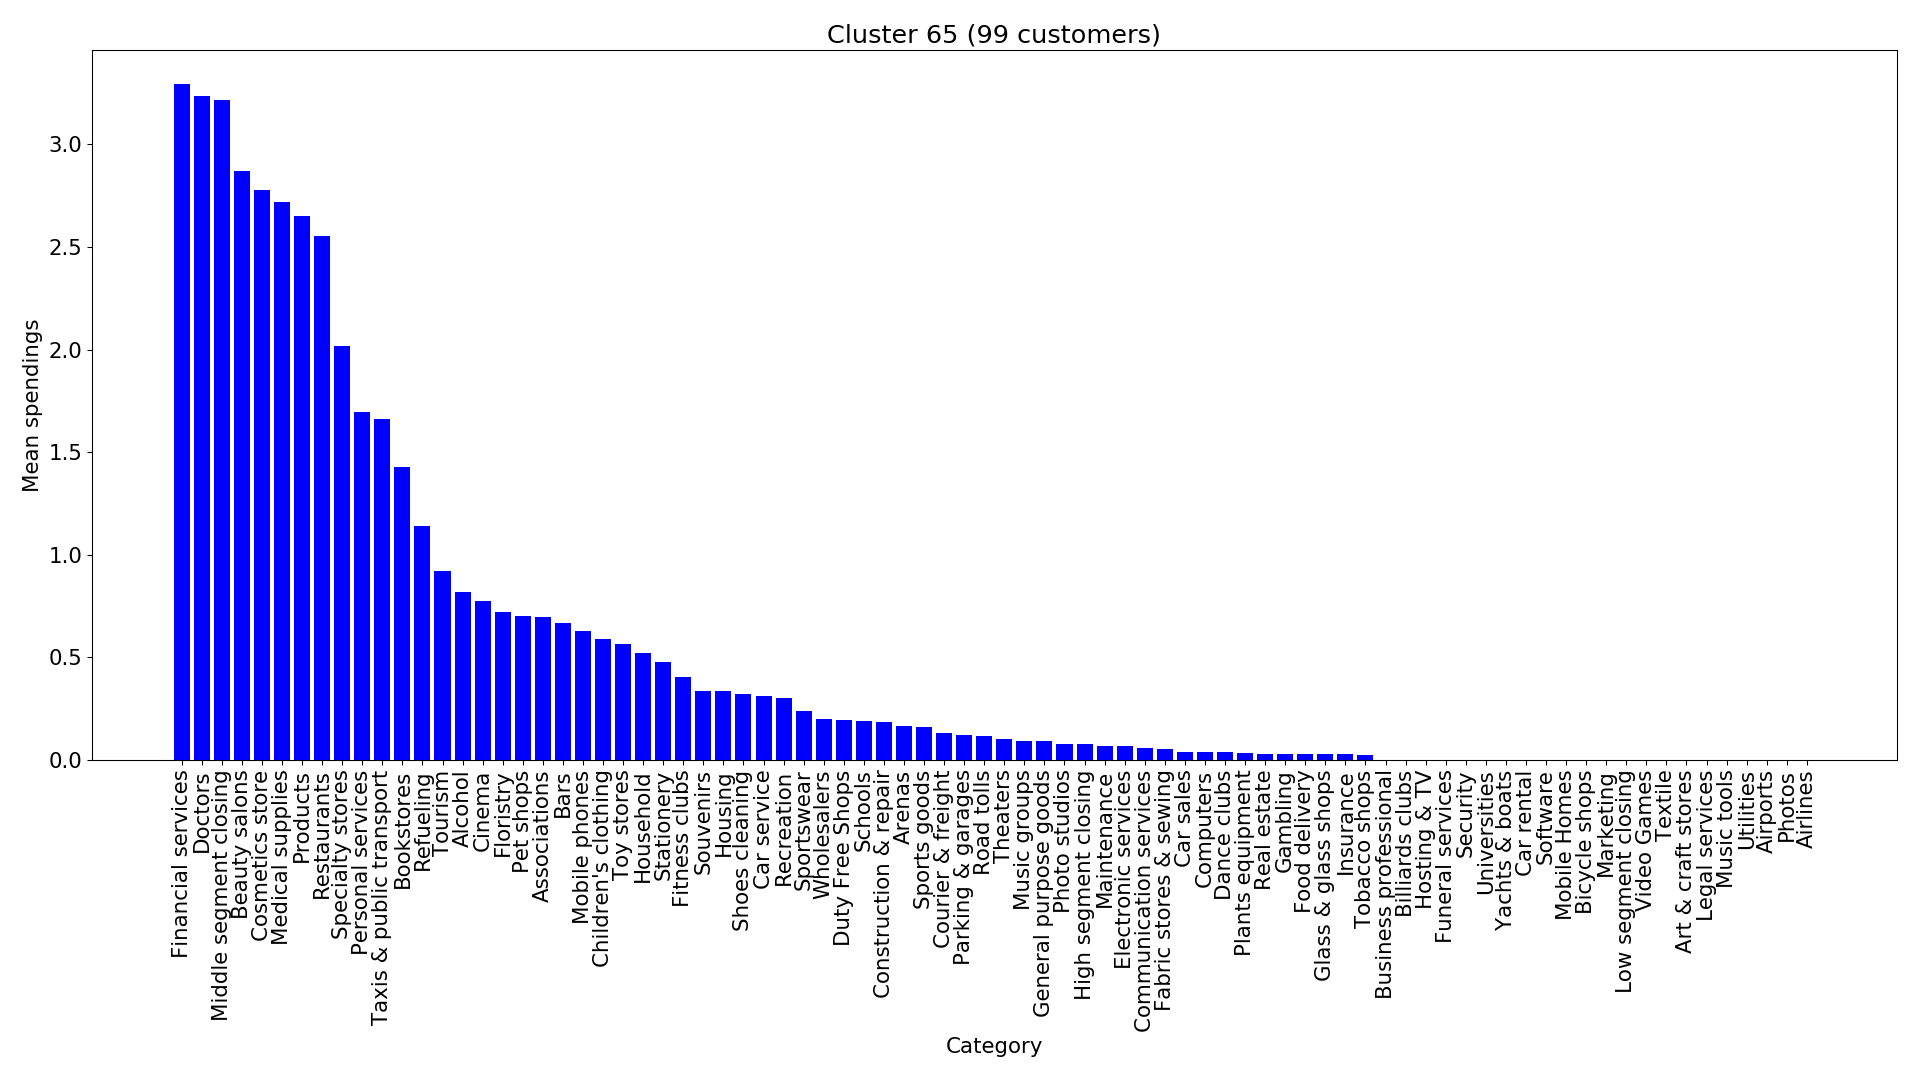 Cluster 65 (99 customers)
Mean spendings
3.0
2.5
2.0
1.5
1.0
0.5
0.0
Financial services
Doctors
Middle segment closing
Beauty salons
Cosmetics store
Medical supplies
Products
Restaurants
Specialty stores
Personal services
Taxis & public transport
Bookstores
Refueling
Tourism
Alcohol
Cinema
Floristry
Pet shops
Associations
Bars
Mobile phones
Children's clothing
Toy stores
Household
Stationery
Fitness clubs
Souvenirs
Housing
Shoes cleaning
Car service
Recreation
Sportswear
Wholesalers
Duty Free Shops
Schools
Construction & repair
Arenas
Sports goods
Courier & freight
Parking & garages
Road tolls
Theaters
Music groups
General purpose goods
Photo studios
High segment closing
Maintenance
Electronic services
Communication services
Fabric stores & sewing
Car sales
Computers
Dance clubs
Plants equipment
Real estate
Gambling
Food delivery
Glass & glass shops
Insurance
Tobacco shops
Business professional
Billiards clubs
Hosting & TV
Funeral services
Security
Universities
Yachts & boats
Car rental
Software
Mobile Homes
Bicycle shops
Marketing
Low segment closing
Video Games
Textile
Art & craft stores
Legal services
Music tools
Utilities
Airports
Photos
Airlines
Category